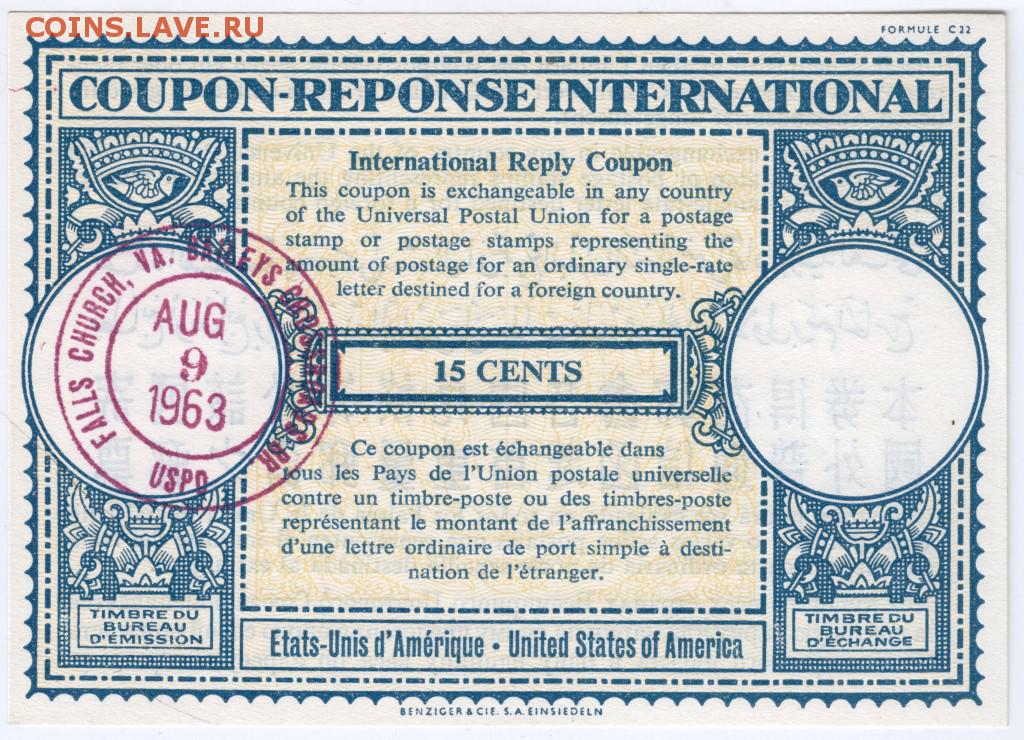 COINS.LAVE.RU
FORMULE C22
COUPON-REPONSE INTERNATIONAL
International Reply Coupon
This coupon is exchangeable in any country
of the Universal Postal Union for a postage
stamp or postage stamps representing the
amount of postage for an ordinary single-rate
letter destined for a foreign country.
FALLS CHURCH, VA.
AUG
9
1963
USPO
15 CENTS
Ce coupon est échangeable dans
tous les Pays de l'Union postale universelle
contre un timbre-poste ou des timbres-poste
représentant le montant de l'affranchissement
d'une lettre ordinaire de port simple à desti-
nation de l'étranger.
TIMBRE DU
BUREAU
D'ÉMISSION
TIMBRE DU
BUREAU
D'ÉCHANGE
Etats-Unis d'Amérique • United States of America
BENZIGER & CIE. S.A. EINSIEDELN